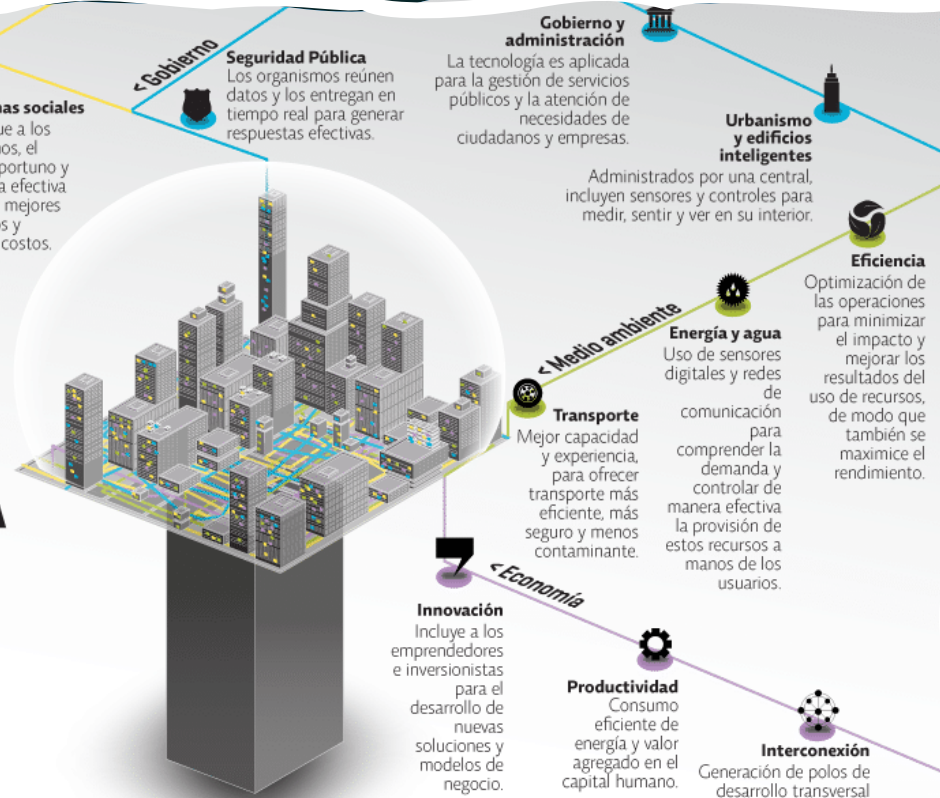 < Gobierno
Seguridad Pública
Los organismos reúnen
datos y los entregan en
tiempo real para generar
respuestas efectivas.
Gobierno y
administración
La tecnología es aplicada
para la gestión de servicios
públicos y la atención de
necesidades de
ciudadanos y empresas.
Urbanismo
y edificios
inteligentes
Administrados por una central,
incluyen sensores y controles para
medir, sentir y ver en su interior.
sociales
a los
el
y
efectiva
mejores
y
costos.
< Medio ambiente
Transporte
Mejor capacidad
y experiencia,
para ofrecer
transporte más
eficiente, más
seguro y menos
contaminante.
Energía y agua
Uso de sensores
digitales y redes
de
comunicación
para
comprender la
demanda y
controlar de
manera efectiva
la provisión de
estos recursos a
manos de los
usuarios.
Eficiencia
Optimización de
las operaciones
para minimizar
el impacto y
mejorar los
resultados del
uso de recursos,
de modo que
también se
maximice el
rendimiento.
< Economía
Innovación
Incluye a los
emprendedores
e inversionistas
para el
desarrollo de
nuevas
soluciones y
modelos de
negocio.
Productividad
Consumo
eficiente de
energía y valor
agregado en el
capital humano.
Interconexión
Generación de polos de
desarrollo transversal